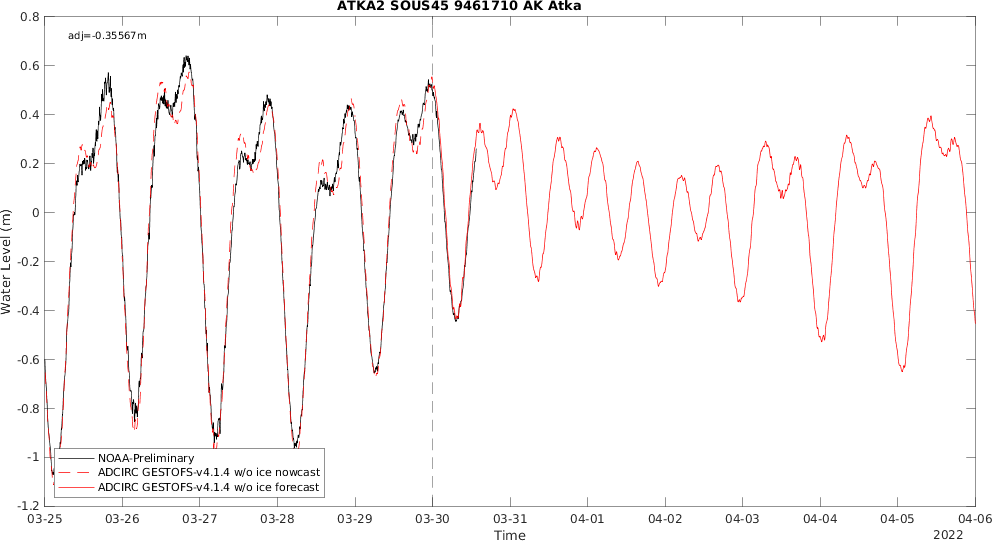 ATKA2 SOUS45 9461710 AK Atka
adj=-0.35567m
0.8
0.6
0.4
0.2
0
-0.2
-0.4
-0.6
-0.8
-1
-1.2
Water Level (m)
NOAA-Preliminary
ADCIRC GESTOFS-v4.1.4 w/o ice nowcast
ADCIRC GESTOFS-v4.1.4 w/o ice forecast
03-25 03-26 03-27 03-28 03-29 03-30 03-31 04-01 04-02 04-03 04-04 04-05 04-06
Time
2022